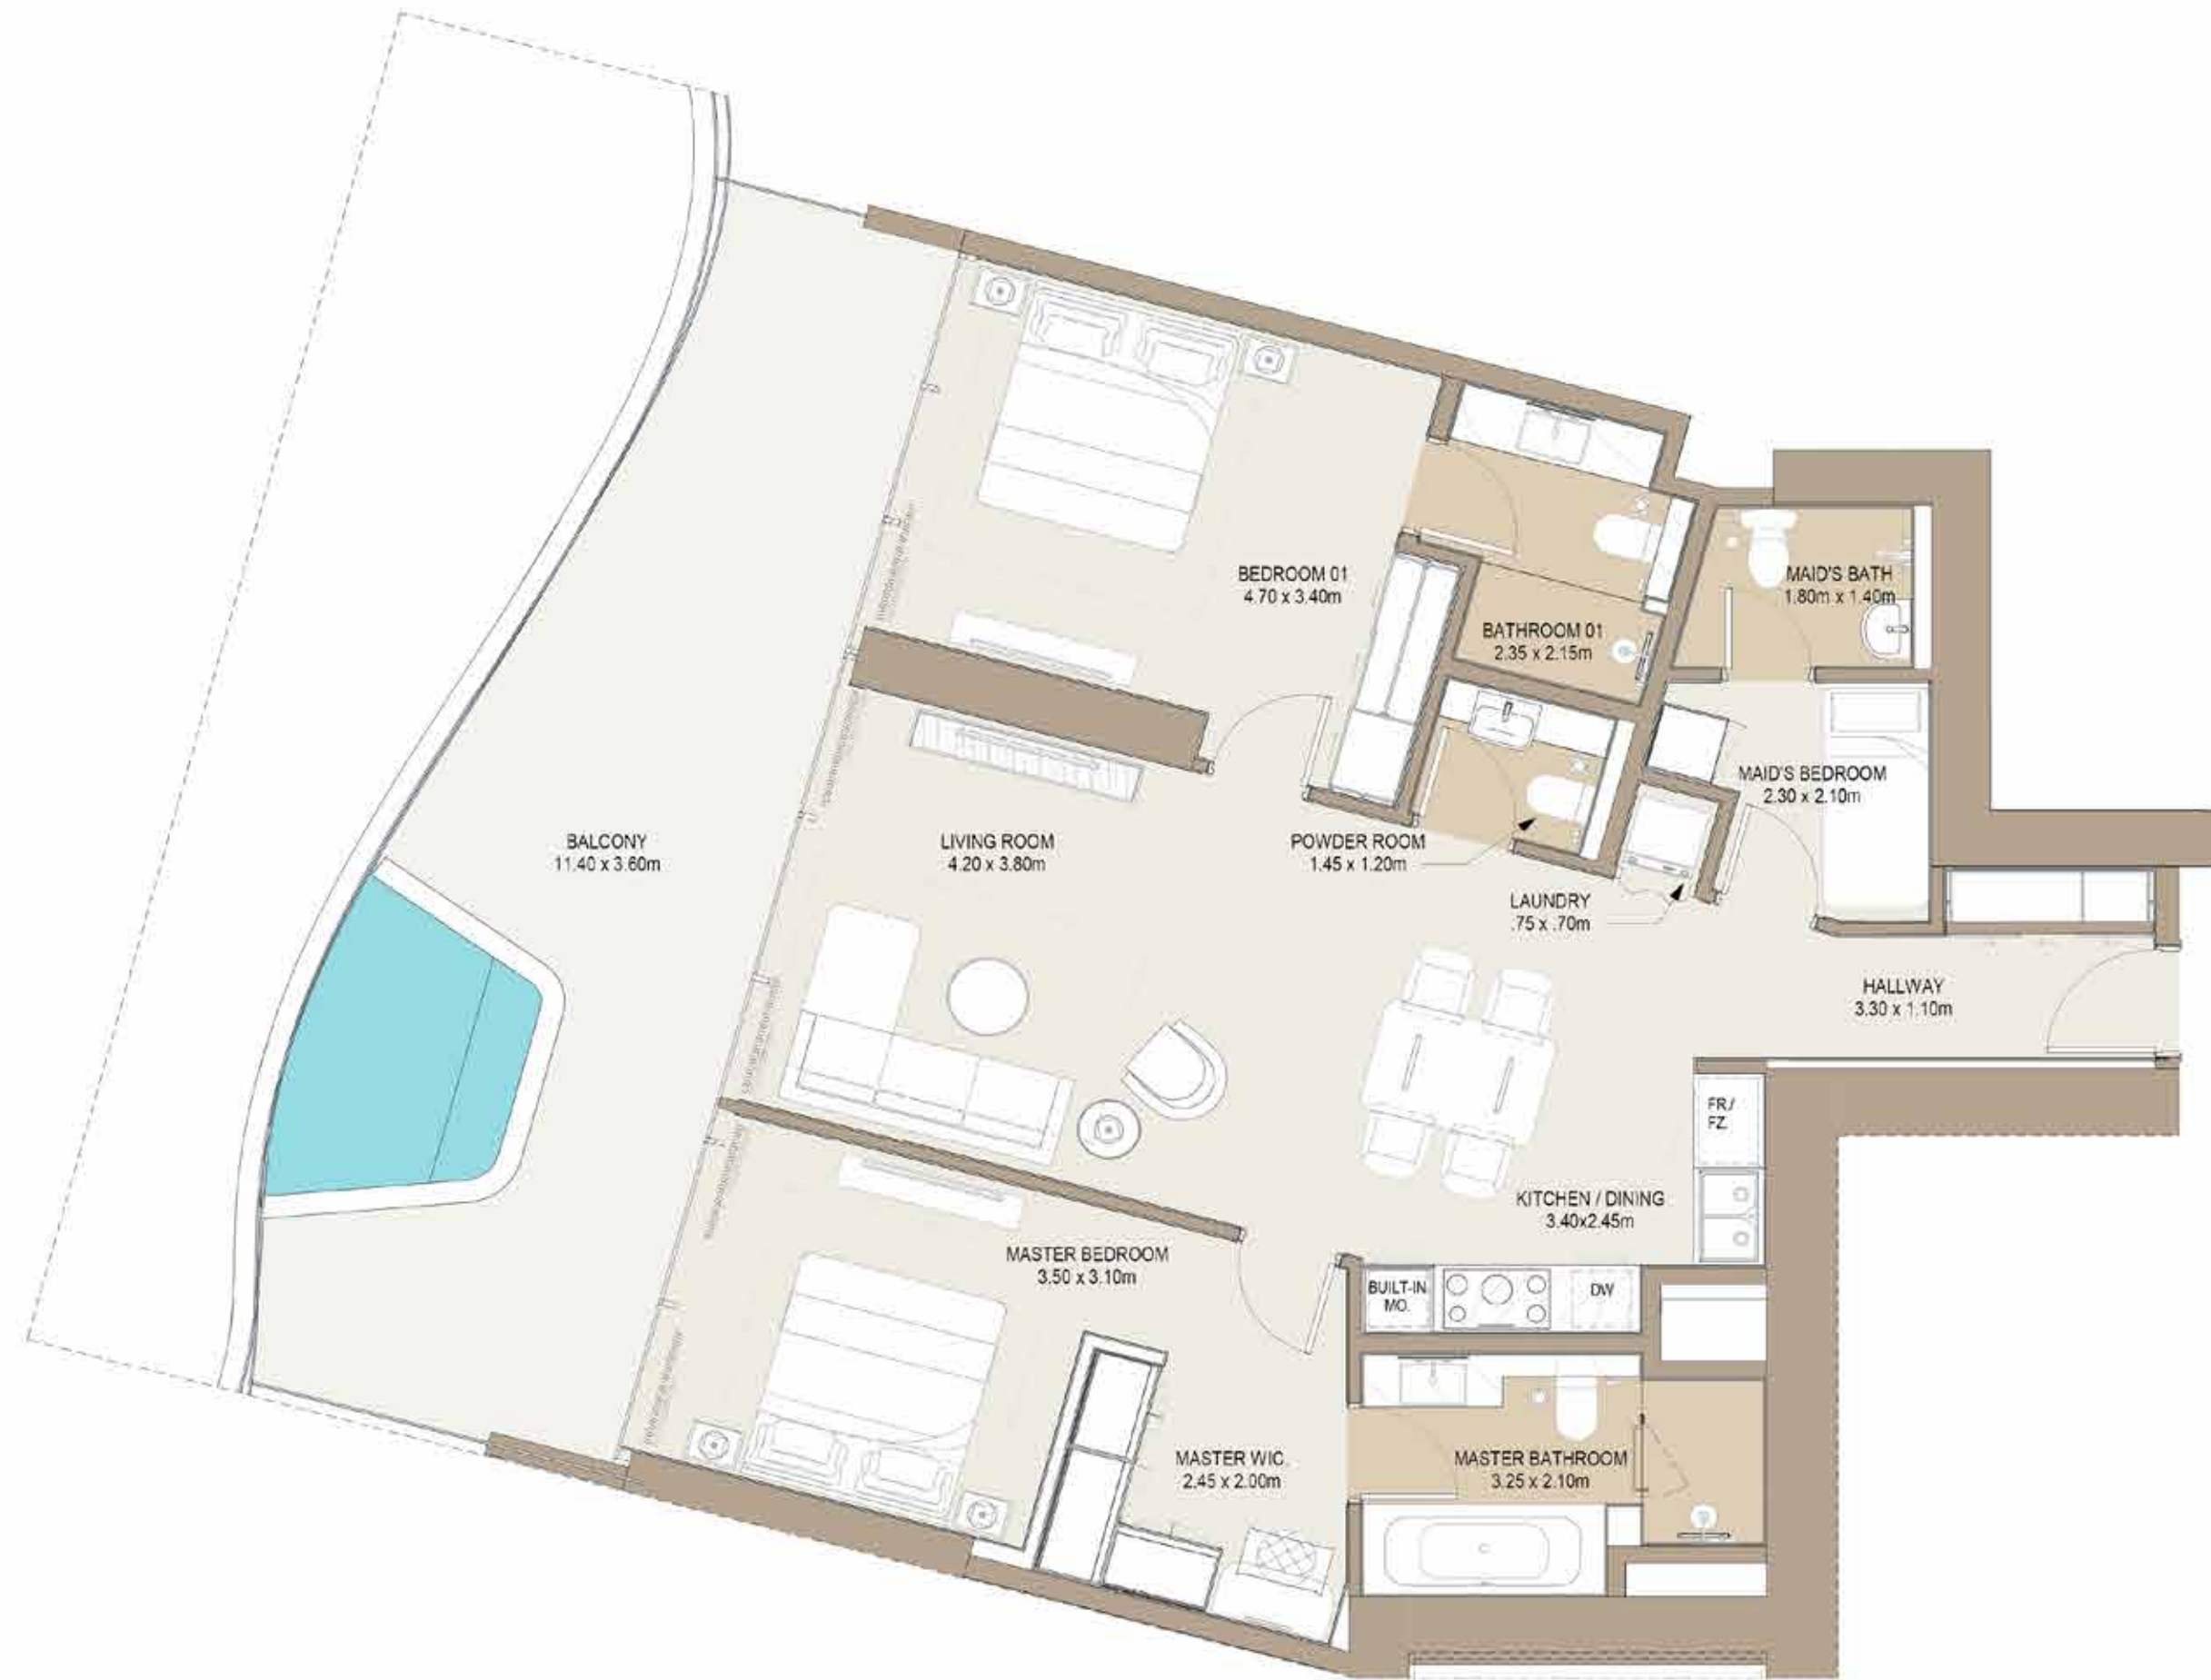 BEDROOM 01
4.70 x 3.40m
MAID'S BATH
1.80m x 1.40m
BATHROOM 01
2.35 x 2.15m
MAID'S BEDROOM
2.30 x 2.10m
BALCONY
11.40 x 3.60m
LIVING ROOM
4.20 x 3.80m
POWDER ROOM
1.45 x 1.20m
LAUNDRY
.75 x .70m
HALLWAY
3.30 x 1.10m
FR/
FZ.
KITCHEN / DINING
3.40x2.45m
MASTER BEDROOM
3.50 x 3.10m
BUILT-IN
MO.
DW
MASTER WIC
2.45 x 2.00m
MASTER BATHROOM
3.25 x 2.10m